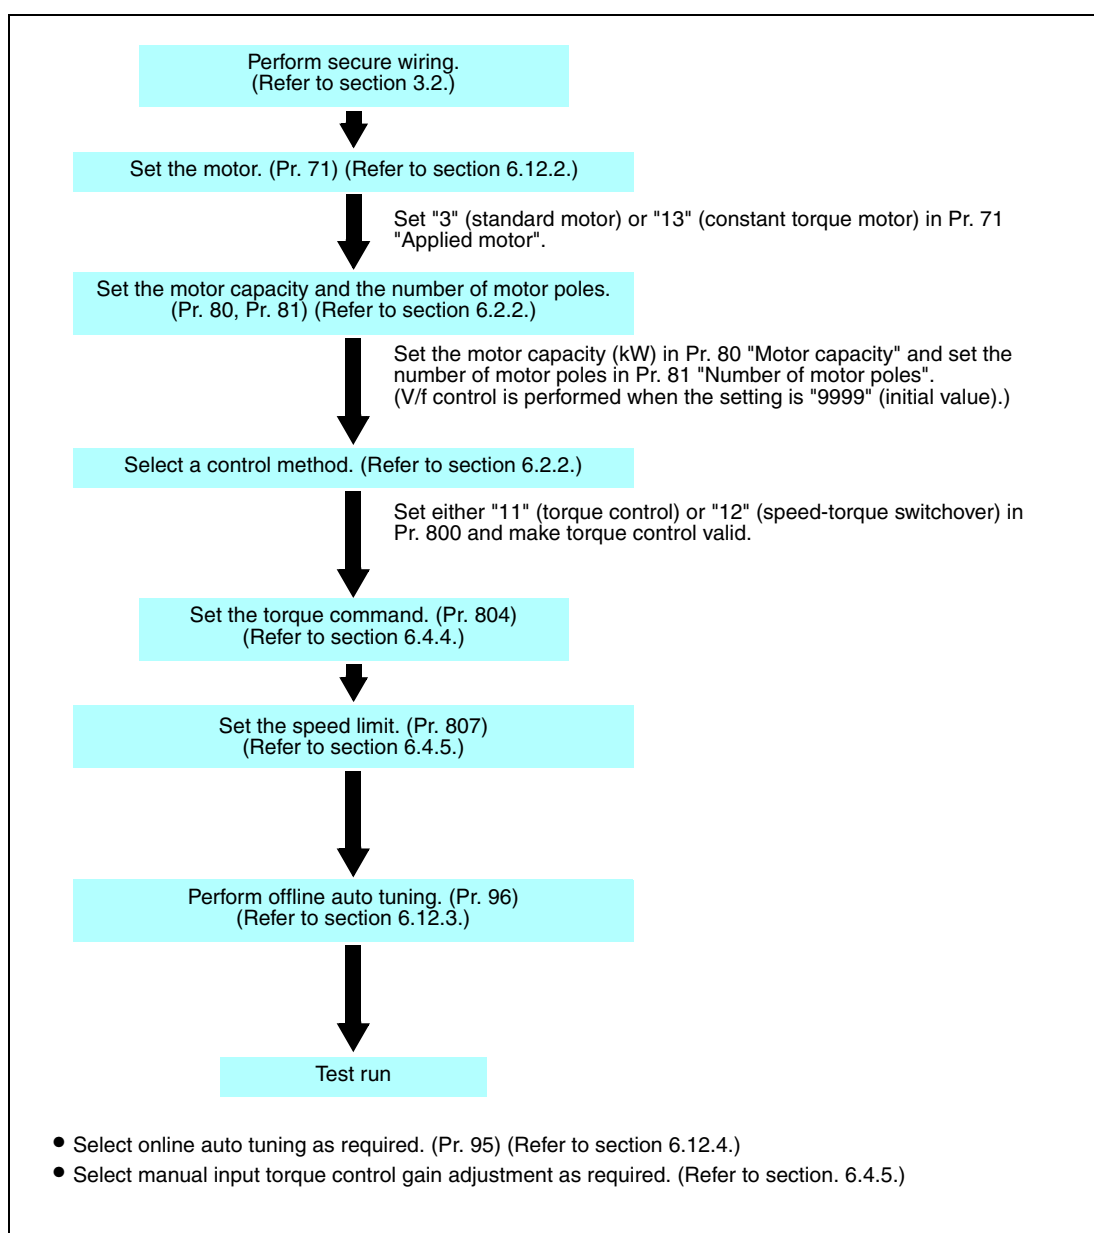 Perform secure wiring.
(Refer to section 3.2.)
Set the motor. (Pr. 71) (Refer to section 6.12.2.)
Set "3" (standard motor) or "13" (constant torque motor) in Pr. 71
"Applied motor".
Set the motor capacity and the number of motor poles.
(Pr. 80, Pr. 81) (Refer to section 6.2.2.)
Set the motor capacity (kW) in Pr. 80 "Motor capacity" and set the
number of motor poles in Pr. 81 "Number of motor poles".
(V/f control is performed when the setting is "9999" (initial value).)
Select a control method. (Refer to section 6.2.2.)
Set either "11" (torque control) or "12" (speed-torque switchover) in
Pr. 800 and make torque control valid.
Set the torque command. (Pr. 804)
(Refer to section 6.4.4.)
Set the speed limit. (Pr. 807)
(Refer to section 6.4.5.)
Perform offline auto tuning. (Pr. 96)
(Refer to section 6.12.3.)
Test run
● Select online auto tuning as required. (Pr. 95) (Refer to section 6.12.4.)
● Select manual input torque control gain adjustment as required. (Refer to section. 6.4.5.)